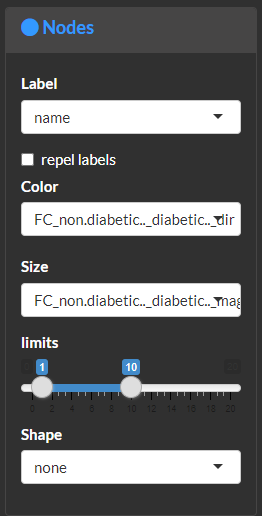 Nodes
Label
name
repel labels
Color
FC_non.diabetic.._diabetic.._dir
Size
FC_non.diabetic.._diabetic.._mag
limits
1 10
0 2 4 6 8 10 12 14 16 18 20
Shape
none